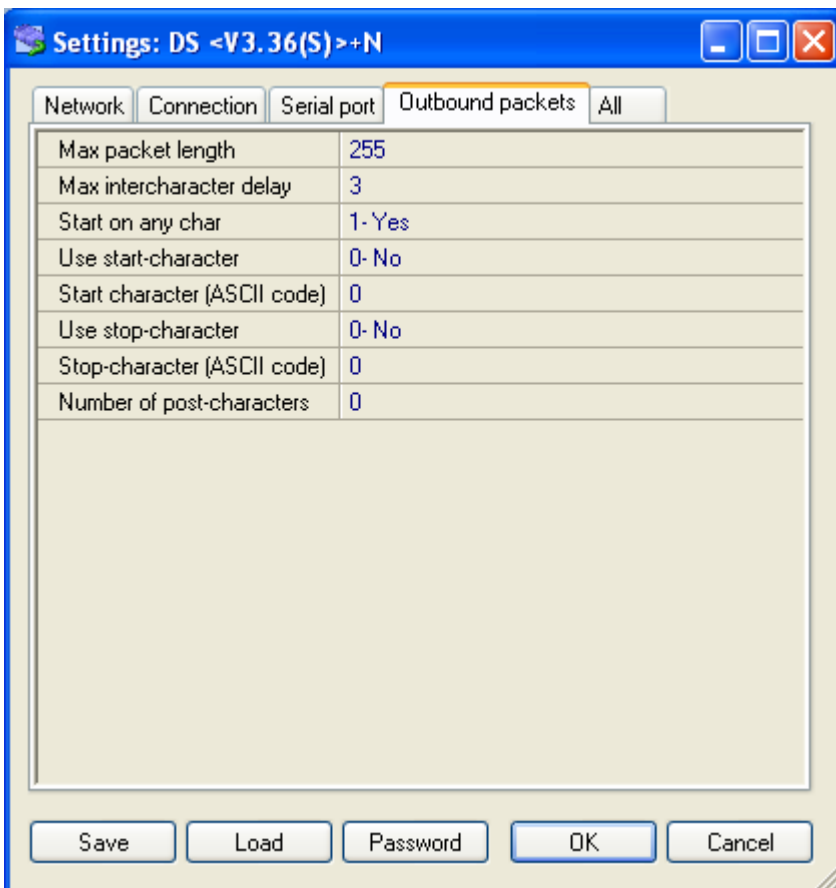 Settings: DS <V3.36(S)>+N
Network Connection Serial port Outbound packets All
Max packet length 255
Max intercharacter delay 3
Start on any char 1- Yes
Use start-character 0- No
Start character (ASCII code) 0
Use stop-character 0- No
Stop-character (ASCII code) 0
Number of post-characters 0
Save Load Password OK Cancel